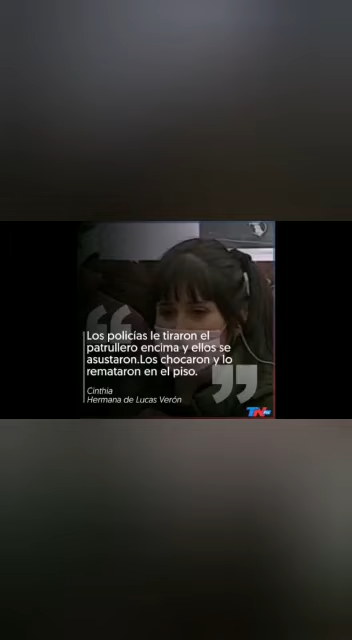 Los policías le tiraron el
patrullero encima y ellos se
asustaron.Los chocaron y lo
remataron en el piso.
Cinthia
Hermana de Lucas Verón
TN